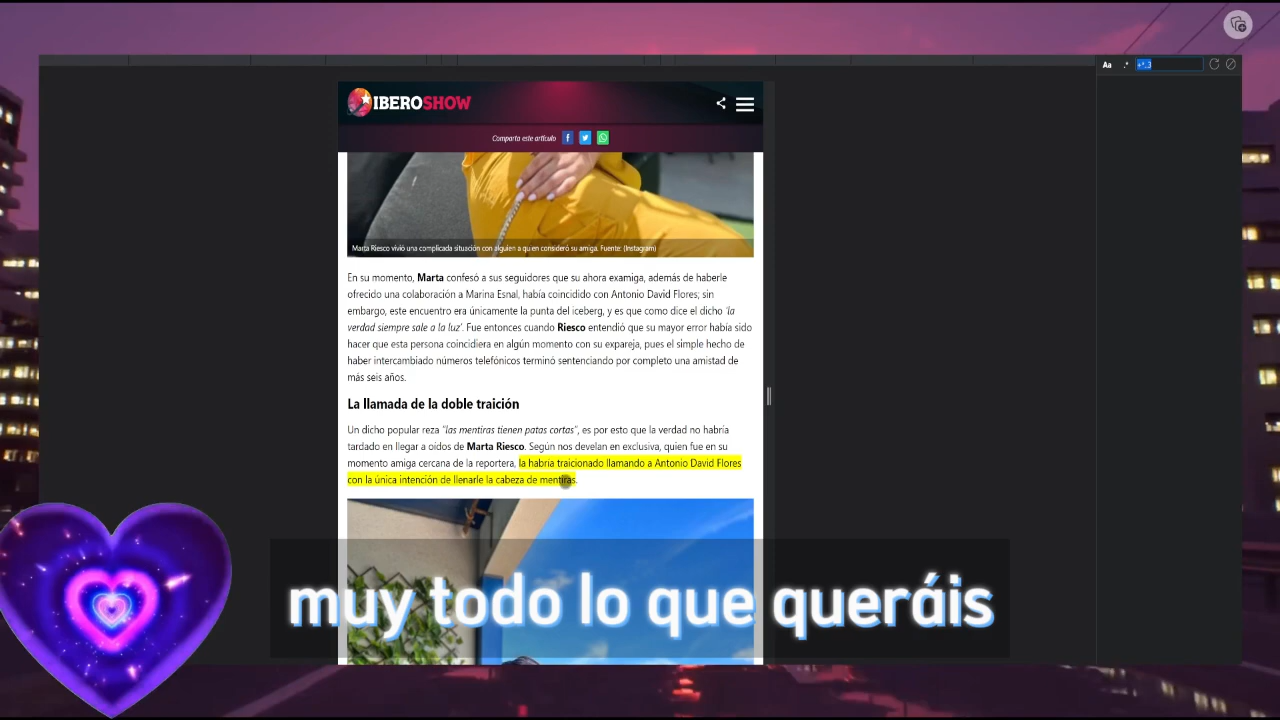 Aa .* +*.3
IBEROSHOW
Comparta este artículo
Marta Riesco vivió una complicada situación con alguien a quien consideró su amiga. Fuente: (Instagram)
En su momento, Marta confesó a sus seguidores que su ahora examiga, además de haberle
ofrecido una colaboración a Marina Esnal, había coincidido con Antonio David Flores; sin
embargo, este encuentro era únicamente la punta del iceberg, y es que como dice el dicho ‘la
verdad siempre sale a la luz’. Fue entonces cuando Riesco entendió que su mayor error había sido
hacer que esta persona coincidiera en algún momento con su expareja, pues el simple hecho de
haber intercambiado números telefónicos terminó sentenciando por completo una amistad de
más seis años.
La llamada de la doble traición
Un dicho popular reza “las mentiras tienen patas cortas”, es por esto que la verdad no habría
tardado en llegar a oídos de Marta Riesco. Según nos develan en exclusiva, quien fue en su
momento amiga cercana de la reportera, la habría traicionado llamando a Antonio David Flores
con la única intención de llenarle la cabeza de mentiras.
muy todo lo que queráis